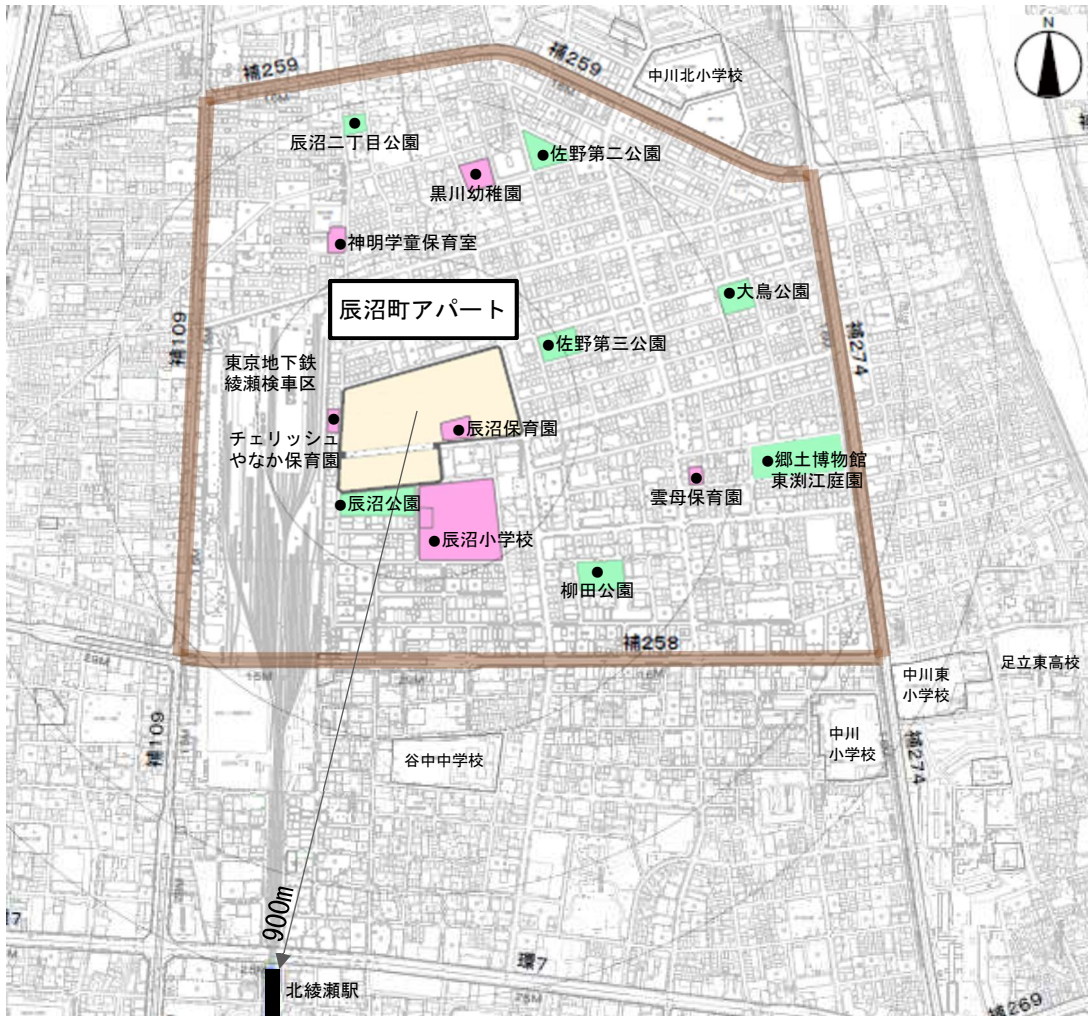 N
補259
補259
中川北小学校
辰沼二丁目公園
佐野第二公園
黒川幼稚園
神明学童保育室
辰沼町アパート
大鳥公園
補109
補274
佐野第三公園
東京地下鉄
綾瀬検車区
チェリッシュ
やなか保育園
辰沼保育園
郷土博物館
東渕江庭園
雲母保育園
辰沼公園
辰沼小学校
柳田公園
補258
足立東高校
中川東
小学校
補109
谷中中学校
中川
小学校
補274
900m
環7
北綾瀬駅
補269